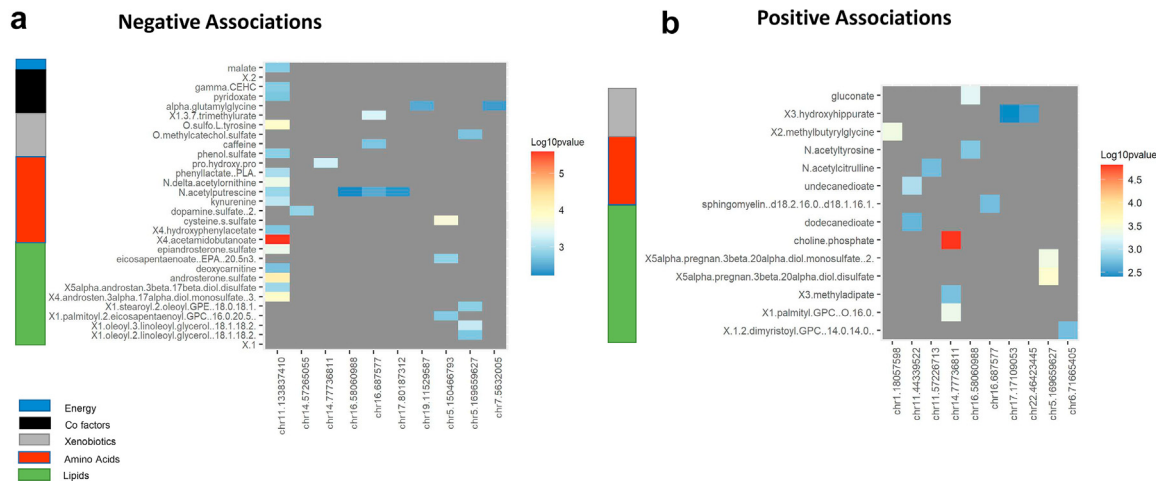 a
Negative Associations
malate
X.2
gamma.CEHC
pyridoxate
alpha.glutamylglycine
X1.3.7.trimethylurate
O.sulfo.L.tyrosine
O.methylcatechol.sulfate
caffeine
phenol.sulfate
pro.hydroxy.pro
phenyllactate..PLA.
N.delta.acetylornithine
N.acetylputrescine
kynurenine
dopamine.sulfate..2.
cysteine.s.sulfate
X4.hydroxyphenylacetate
X4.acetamidobutanoate
epiandrosterone.sulfate
eicosapentaenoate..EPA..20.5n3.
deoxycarnitine
androsterone.sulfate
X5alpha.androstan.3beta.17beta.diol.disulfate
X4.androsten.3alpha.17alpha.diol.monosulfate..3.
X1.stearoyl.2.oleoyl.GPE..18.0.18.1.
X1.palmitoyl.2.eicosapentaenoyl.GPC..16.0.20.5..
X1.oleoyl.3.linoleoyl.glycerol..18.1.18.2.
X1.oleoyl.2.linoleoyl.glycerol..18.1.18.2.
X.1
chr11.133837410
chr14.57265055
chr14.77736811
chr16.58060988
chr16.687577
chr17.80187312
chr19.11529587
chr5.150466793
chr5.169659627
chr7.5632005
Log10pvalue
5
4
3
Energy
Co factors
Xenobiotics
Amino Acids
Lipids
b
Positive Associations
gluconate
X3.hydroxyhippurate
X2.methylbutyrylglycine
N.acetyltyrosine
N.acetylcitrulline
undecanedioate
sphingomyelin..d18.2.16.0..d18.1.16.1.
dodecanedioate
choline.phosphate
X5alpha.pregnan.3beta.20alpha.diol.monosulfate..2.
X5alpha.pregnan.3beta.20alpha.diol.disulfate
X3.methyladipate
X1.palmityl.GPC..O.16.0.
X.1.2.dimyristoyl.GPC..14.0.14.0..
chr1.18057598
chr11.44339522
chr11.57226713
chr14.77736811
chr16.58060988
chr16.687577
chr17.17109053
chr22.46423445
chr5.169659627
chr6.71665405
Log10pvalue
4.5
4.0
3.5
3.0
2.5